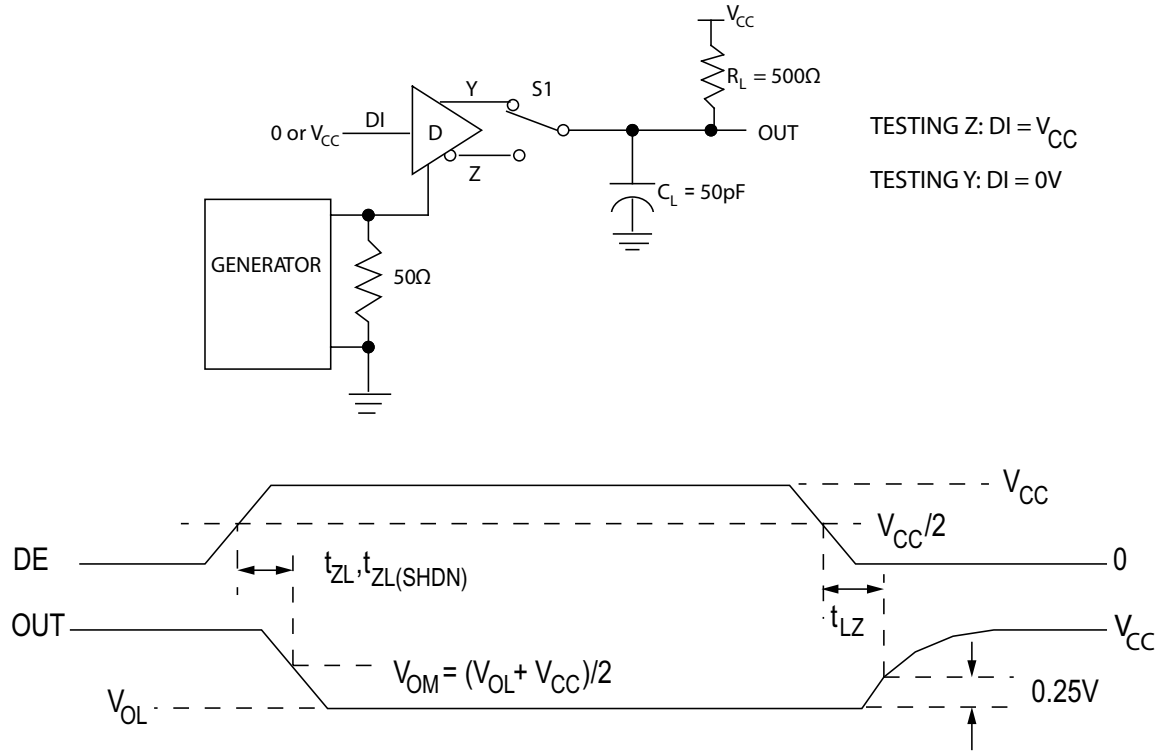 V_CC
R_L = 500Ω
Y
S1
0 or V_CC
DI
D
OUT
Z
C_L = 50pF
TESTING Z: DI = V_CC
TESTING Y: DI = 0V
GENERATOR
50Ω
V_CC
V_CC/2
DE
0
t_ZL,t_ZL(SHDN)
t_LZ
OUT
V_CC
V_OM = (V_OL + V_CC)/2
0.25V
V_OL